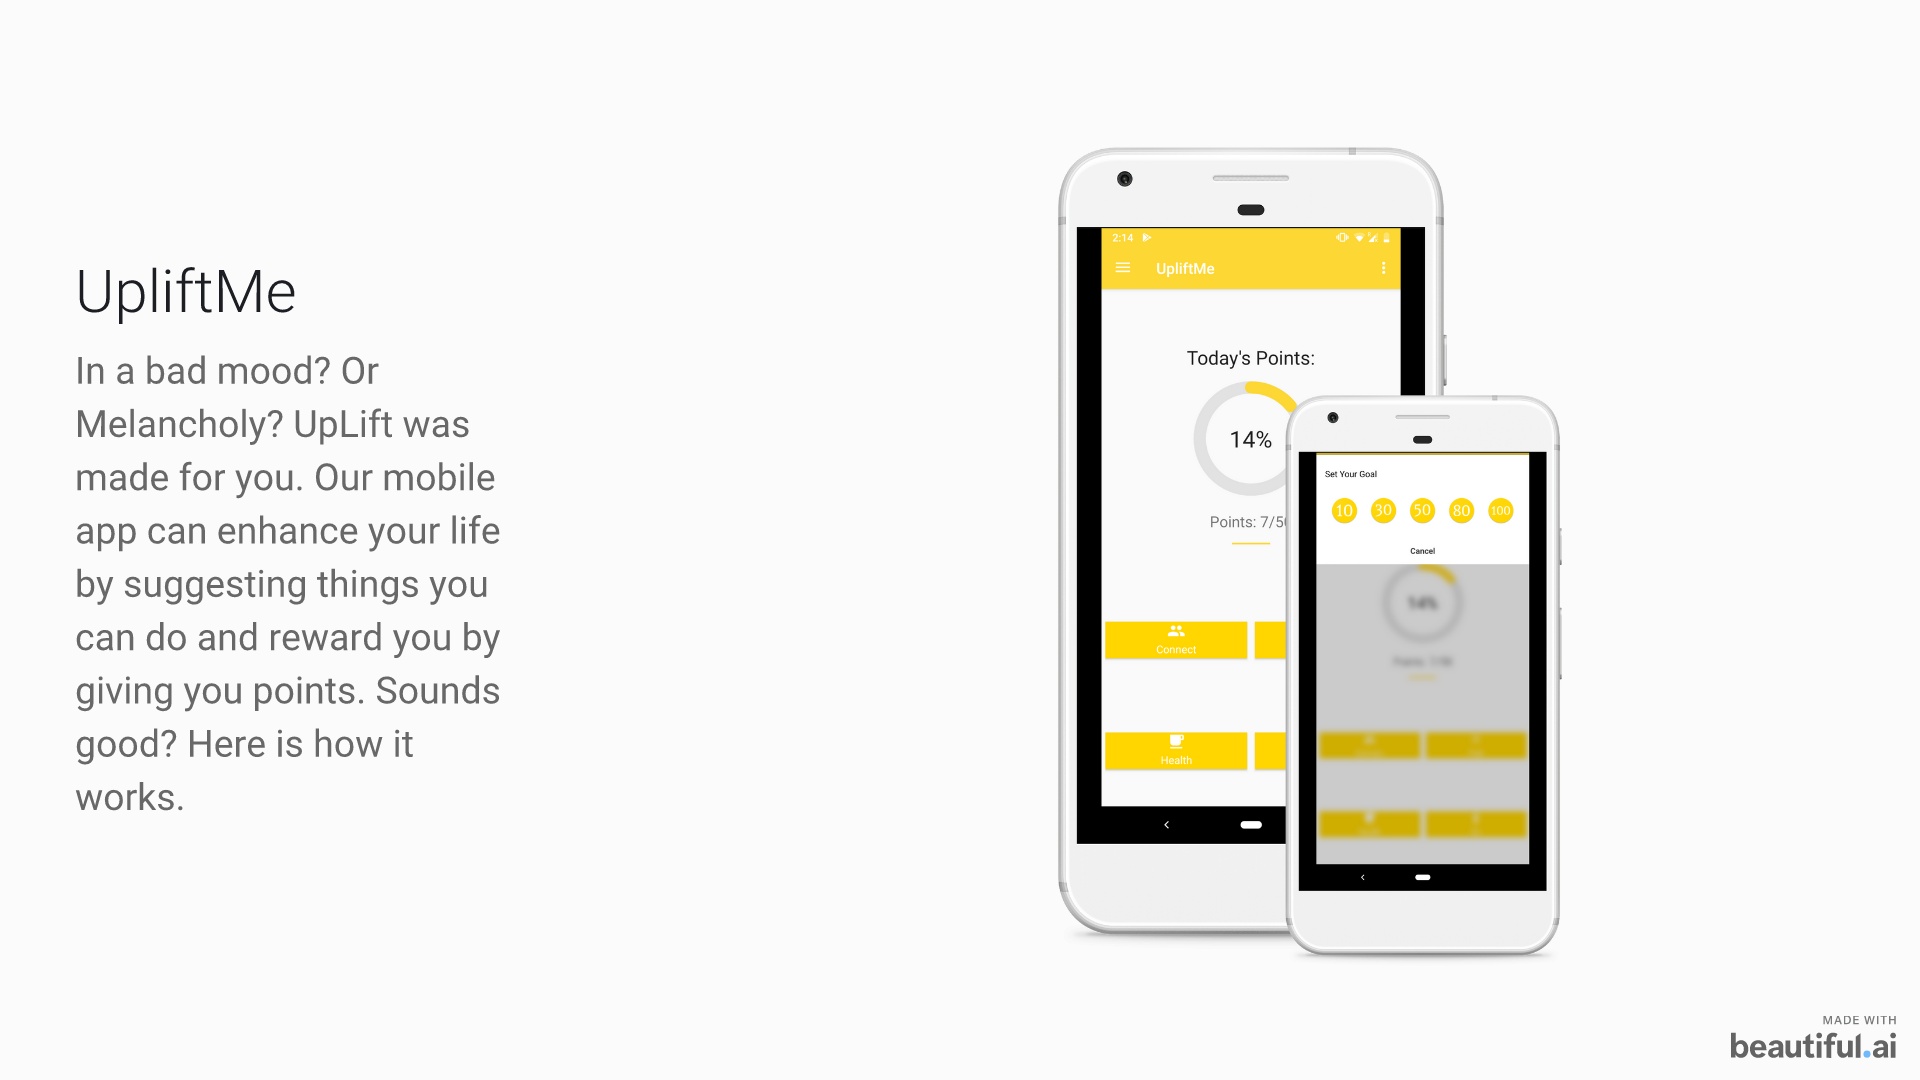 UpliftMe
In a bad mood? Or
Melancholy? UpLift was
made for you. Our mobile
app can enhance your life
by suggesting things you
can do and reward you by
giving you points. Sounds
good? Here is how it
works.
2:14
UpliftMe
Today's Points:
14%
Points: 7/5
Connect
Health
Set Your Goal
10 30 50 80 100
Cancel
14%
MADE WITH
beautiful.ai